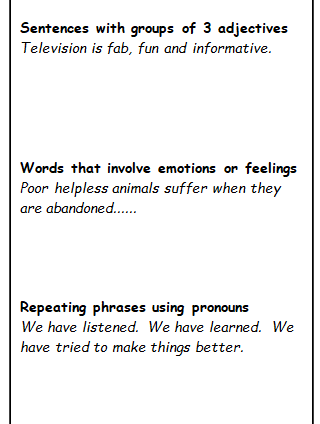 Sentences with groups of 3 adjectives
Television is fab, fun and informative.
Words that involve emotions or feelings
Poor helpless animals suffer when they
are abandoned......
Repeating phrases using pronouns
We have listened.  We have learned.  We
have tried to make things better.